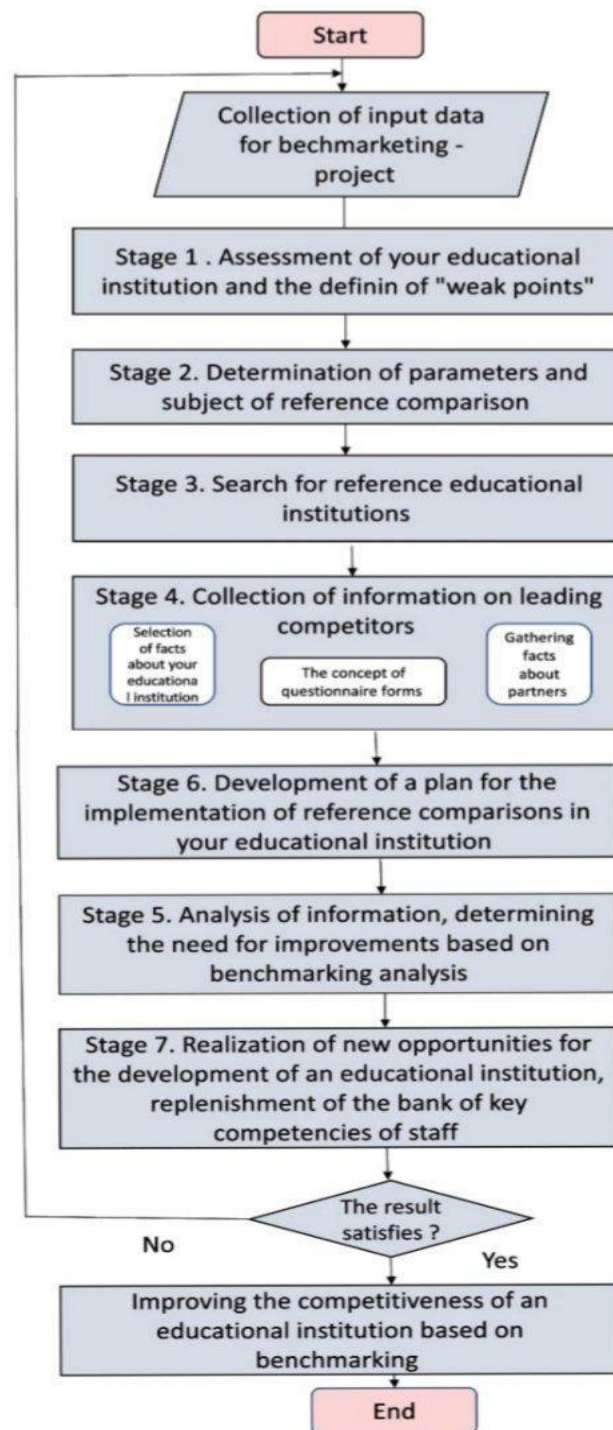 Start
Collection of input data
for bechmarketing -
project
Stage 1 . Assessment of your educational
institution and the definin of "weak points"
Stage 2. Determination of parameters and
subject of reference comparison
Stage 3. Search for reference educational
institutions
Stage 4. Collection of information on leading
competitors
Selection
of facts
about your
educationa
l institution
The concept of
questionnaire forms
Gathering
facts
about
partners
Stage 6. Development of a plan for the
implementation of reference comparisons in
your educational institution
Stage 5. Analysis of information, determining
the need for improvements based on
benchmarking analysis
Stage 7. Realization of new opportunities for
the development of an educational institution,
replenishment of the bank of key
competencies of staff
The result
satisfies ?
No
Yes
Improving the competitiveness of an
educational institution based on
benchmarking
End